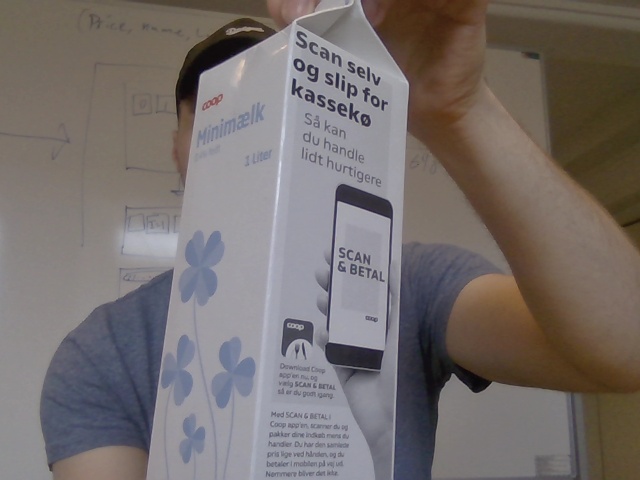 (Price, Name,
coop
Minimælk
1 Liter
Scan selv
og slip for
kassekø
Så kan
du handle
lidt hurtigere
SCAN
& BETAL
coop
coop
Download Coop
app'en nu, og
vælg SCAN & BETAL
så er du godt igang.
Med SCAN & BETAL i
Coop app'en, scanner du og
pakker dine indkøb mens du
handler. Du har den samlede
pris lige ved hånden, og du
betaler i mobilen på vej ud.
Nemmere bliver det ikke.